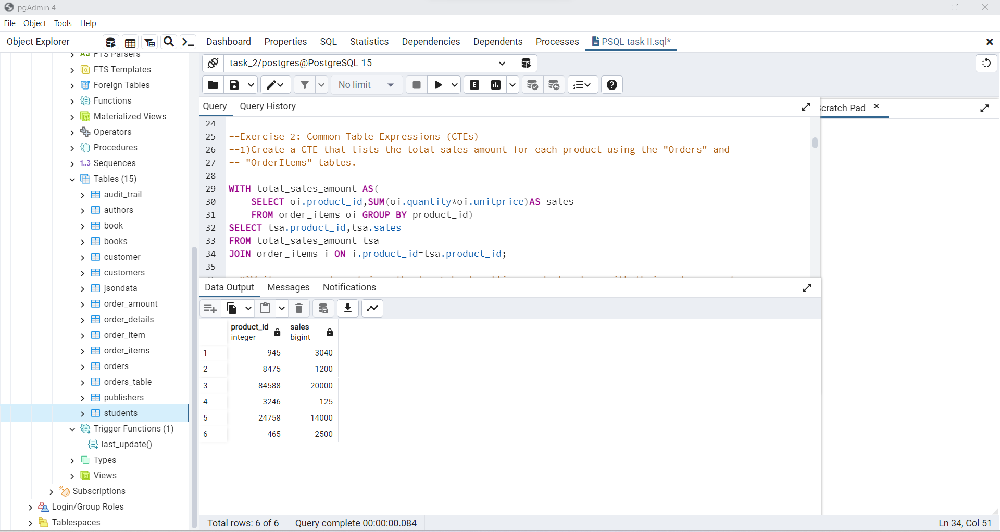 pgAdmin 4
File Object Tools Help
Object Explorer
Dashboard Properties SQL Statistics Dependencies Dependents Processes PSQL task II.sql*
FTS Parsers
FTS Templates
Foreign Tables
Functions
Materialized Views
Operators
Procedures
1..3 Sequences
Tables (15)
audit_trail
authors
book
books
customer
customers
jsondata
order_amount
order_details
order_item
order_items
orders
orders_table
publishers
students
Trigger Functions (1)
last_update()
Types
Views
Subscriptions
Login/Group Roles
Tablespaces
task_2/postgres@PostgreSQL 15
No limit
Query Query History
cratch Pad
24
25 --Exercise 2: Common Table Expressions (CTEs)
26 --1)Create a CTE that lists the total sales amount for each product using the "Orders" and
27 -- "OrderItems" tables.
28
29 WITH total_sales_amount AS(
30 SELECT oi.product_id,SUM(oi.quantity*oi.unitprice)AS sales
31 FROM order_items oi GROUP BY product_id)
32 SELECT tsa.product_id,tsa.sales
33 FROM total_sales_amount tsa
34 JOIN order_items i ON i.product_id=tsa.product_id;
35
Data Output Messages Notifications
product_id sales
integer bigint
1 945 3040
2 8475 1200
3 84588 20000
4 3246 125
5 24758 14000
6 465 2500
Total rows: 6 of 6 Query complete 00:00:00.084 Ln 34, Col 51